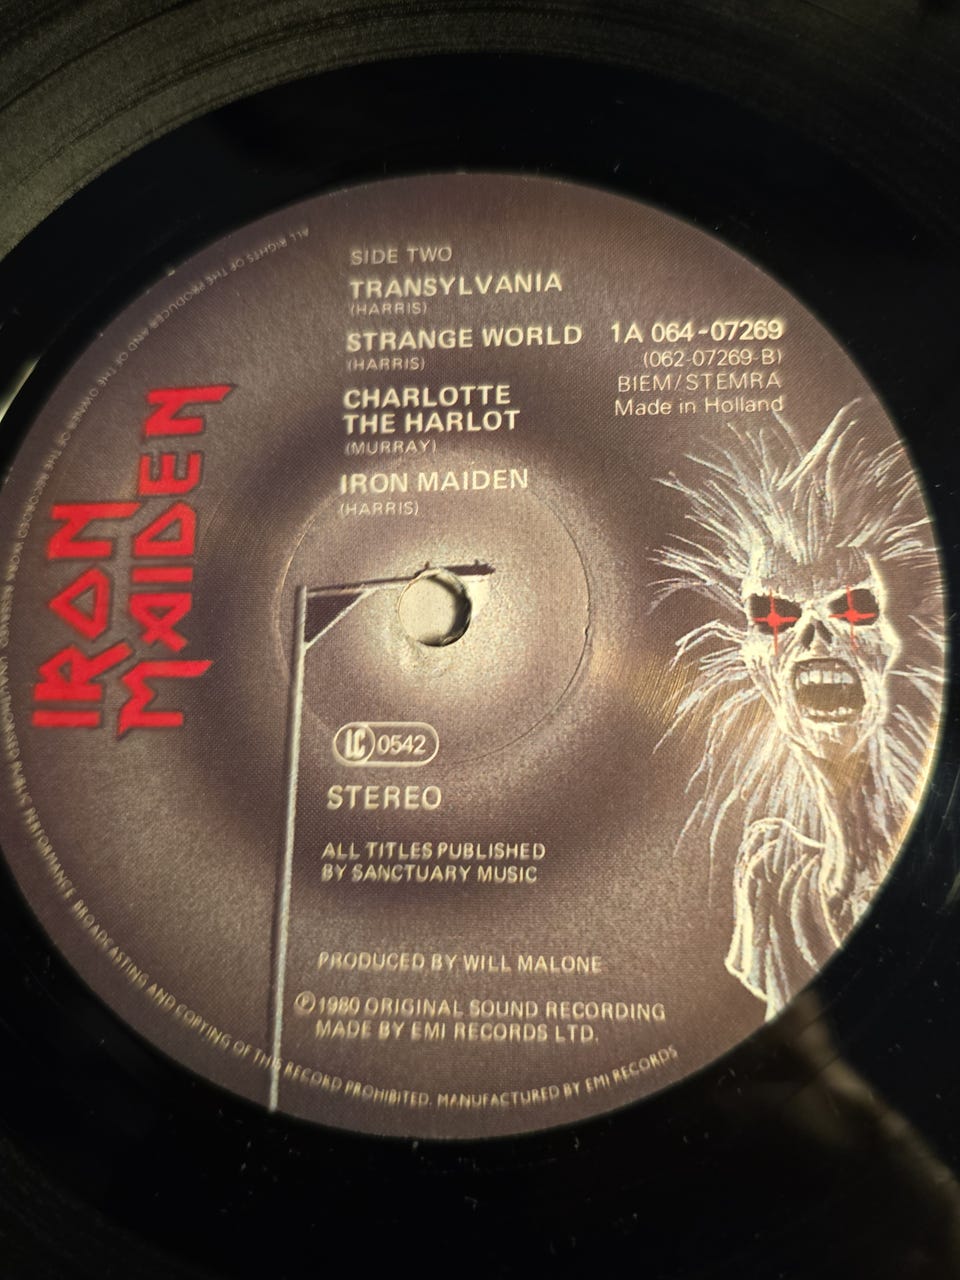 SIDE TWO
TRANSYLVANIA
(HARRIS)
STRANGE WORLD
(HARRIS)
CHARLOTTE
THE HARLOT
(MURRAY)
IRON MAIDEN
(HARRIS)
1A 064-07269
(062-07269-B)
BIEM/STEMRA
Made in Holland
IRON
MAIDEN
LC 0542
STEREO
ALL TITLES PUBLISHED
BY SANCTUARY MUSIC
PRODUCED BY WILL MALONE
℗ 1980 ORIGINAL SOUND RECORDING
MADE BY EMI RECORDS LTD.
ALL RIGHTS OF THE PRODUCER AND OF THE OWNER OF THE RECORDED WORK RESERVED. UNAUTHORISED PUBLIC PERFORMANCE, BROADCASTING AND COPYING OF THIS RECORD PROHIBITED. MANUFACTURED BY EMI RECORDS